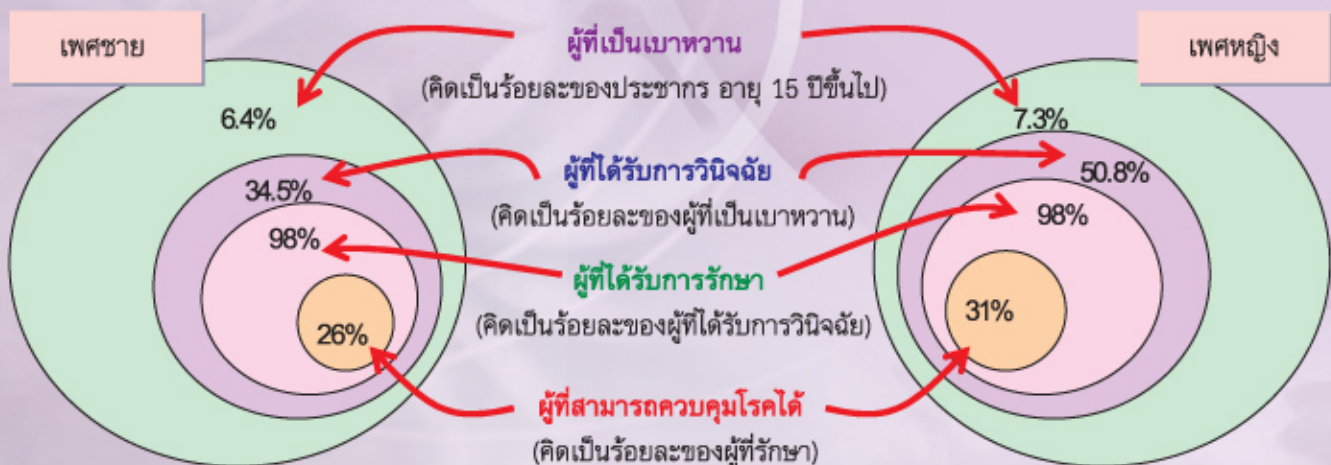 เพศชาย
ผู้ที่เป็นเบาหวาน
(คิดเป็นร้อยละของประชากร อายุ 15 ปีขึ้นไป)
เพศหญิง
6.4%
7.3%
34.5%
ผู้ที่ได้รับการวินิจฉัย
(คิดเป็นร้อยละของผู้ที่เป็นเบาหวาน)
50.8%
98%
98%
ผู้ที่ได้รับการรักษา
(คิดเป็นร้อยละของผู้ที่ได้รับการวินิจฉัย)
26%
31%
ผู้ที่สามารถควบคุมโรคได้
(คิดเป็นร้อยละของผู้ที่รักษา)